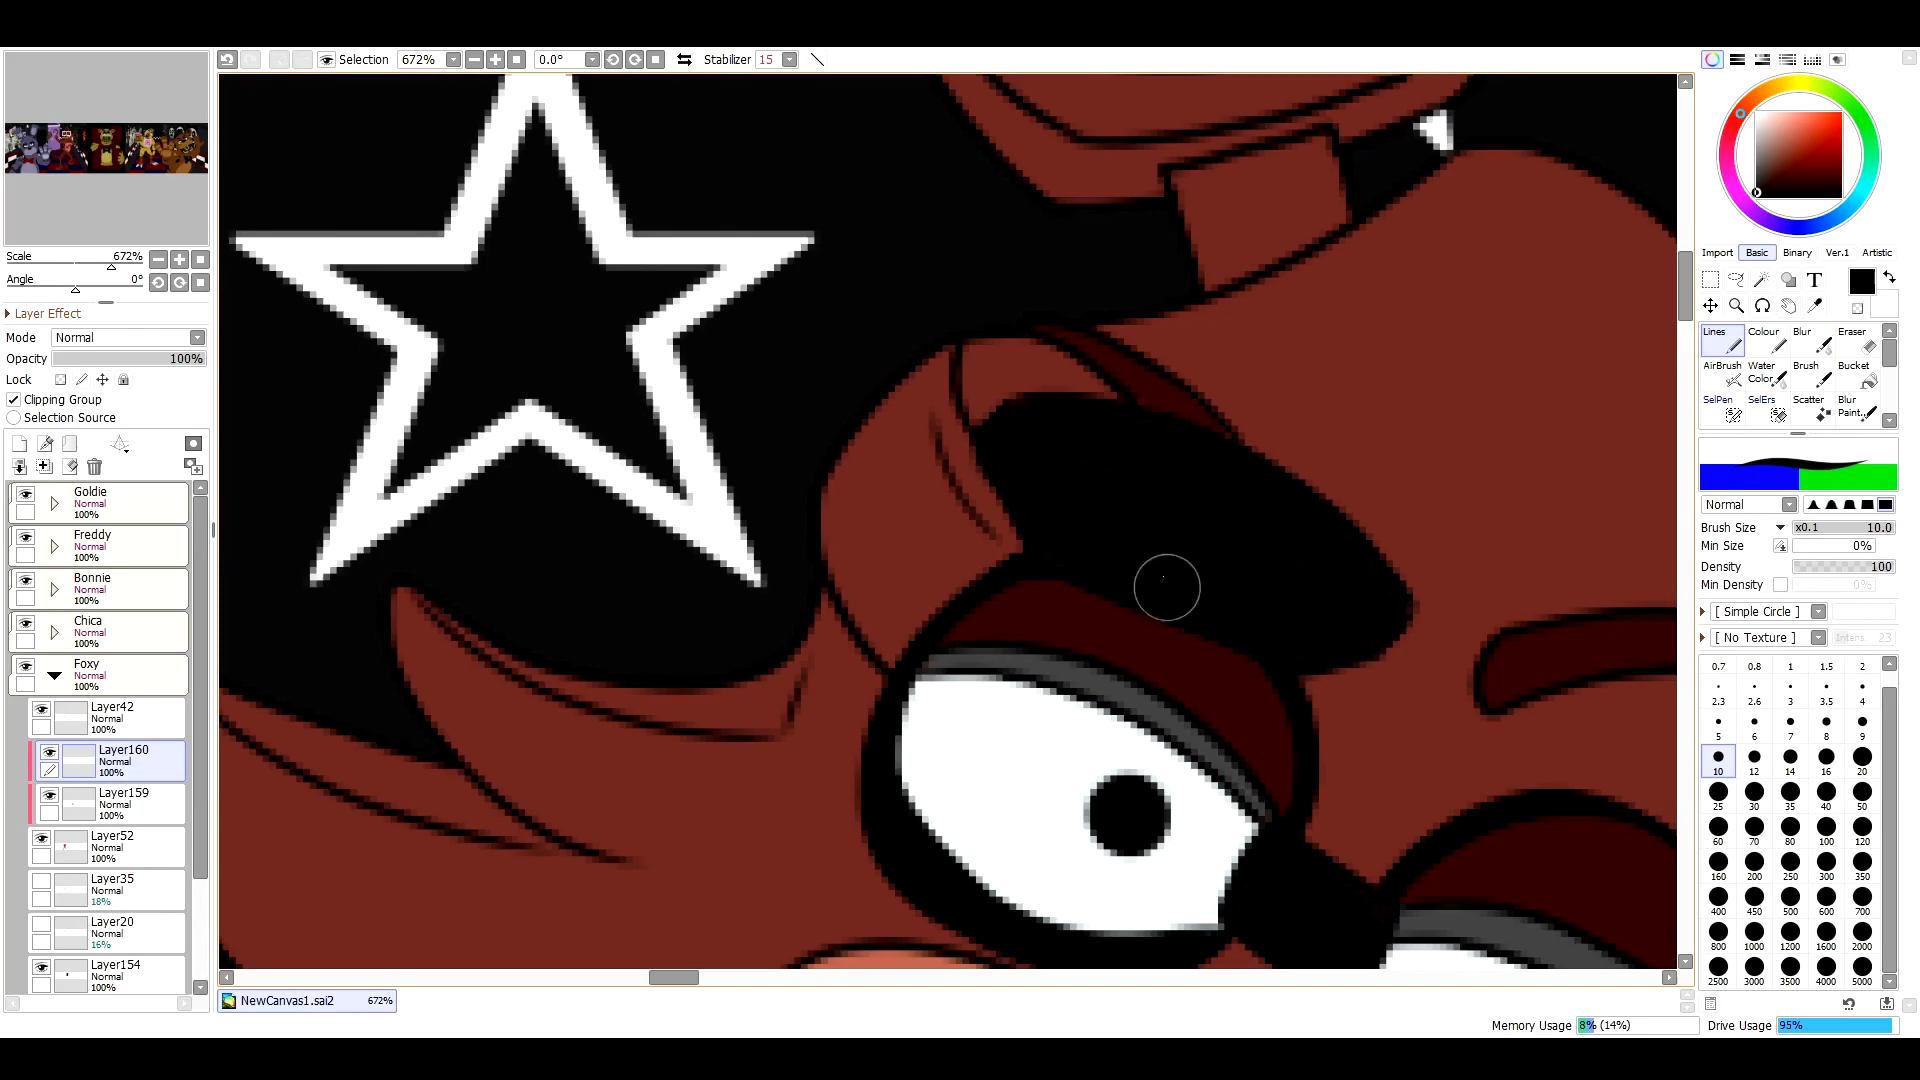 Selection 672% 0.0° Stabilizer 15
Scale 672%
Angle 0°
Layer Effect
Mode Normal
Opacity 100%
Lock
Clipping Group
Selection Source
Goldie
Normal
100%
Freddy
Normal
100%
Bonnie
Normal
100%
Chica
Normal
100%
Foxy
Normal
100%
Layer42
Normal
100%
Layer160
Normal
100%
Layer159
Normal
100%
Layer52
Normal
100%
Layer35
Normal
18%
Layer20
Normal
16%
Layer154
Normal
100%
NewCanvas1.sai2 672%
Import Basic Binary Ver.1 Artistic
T
Lines Colour Blur Eraser
AirBrush Water Color Brush Bucket
SelPen SelErs Scatter Blur Paint..
Normal
Brush Size x0.1 10.0
Min Size 0%
Density 100
Min Density 0%
[ Simple Circle ]
[ No Texture ] Intens. 23
0.7 0.8 1 1.5 2
2.3 2.6 3 3.5 4
5 6 7 8 9
10 12 14 16 20
25 30 35 40 50
60 70 80 100 120
160 200 250 300 350
400 450 500 600 700
800 1000 1200 1600 2000
2500 3000 3500 4000 5000
Memory Usage 8% (14%) Drive Usage 95%